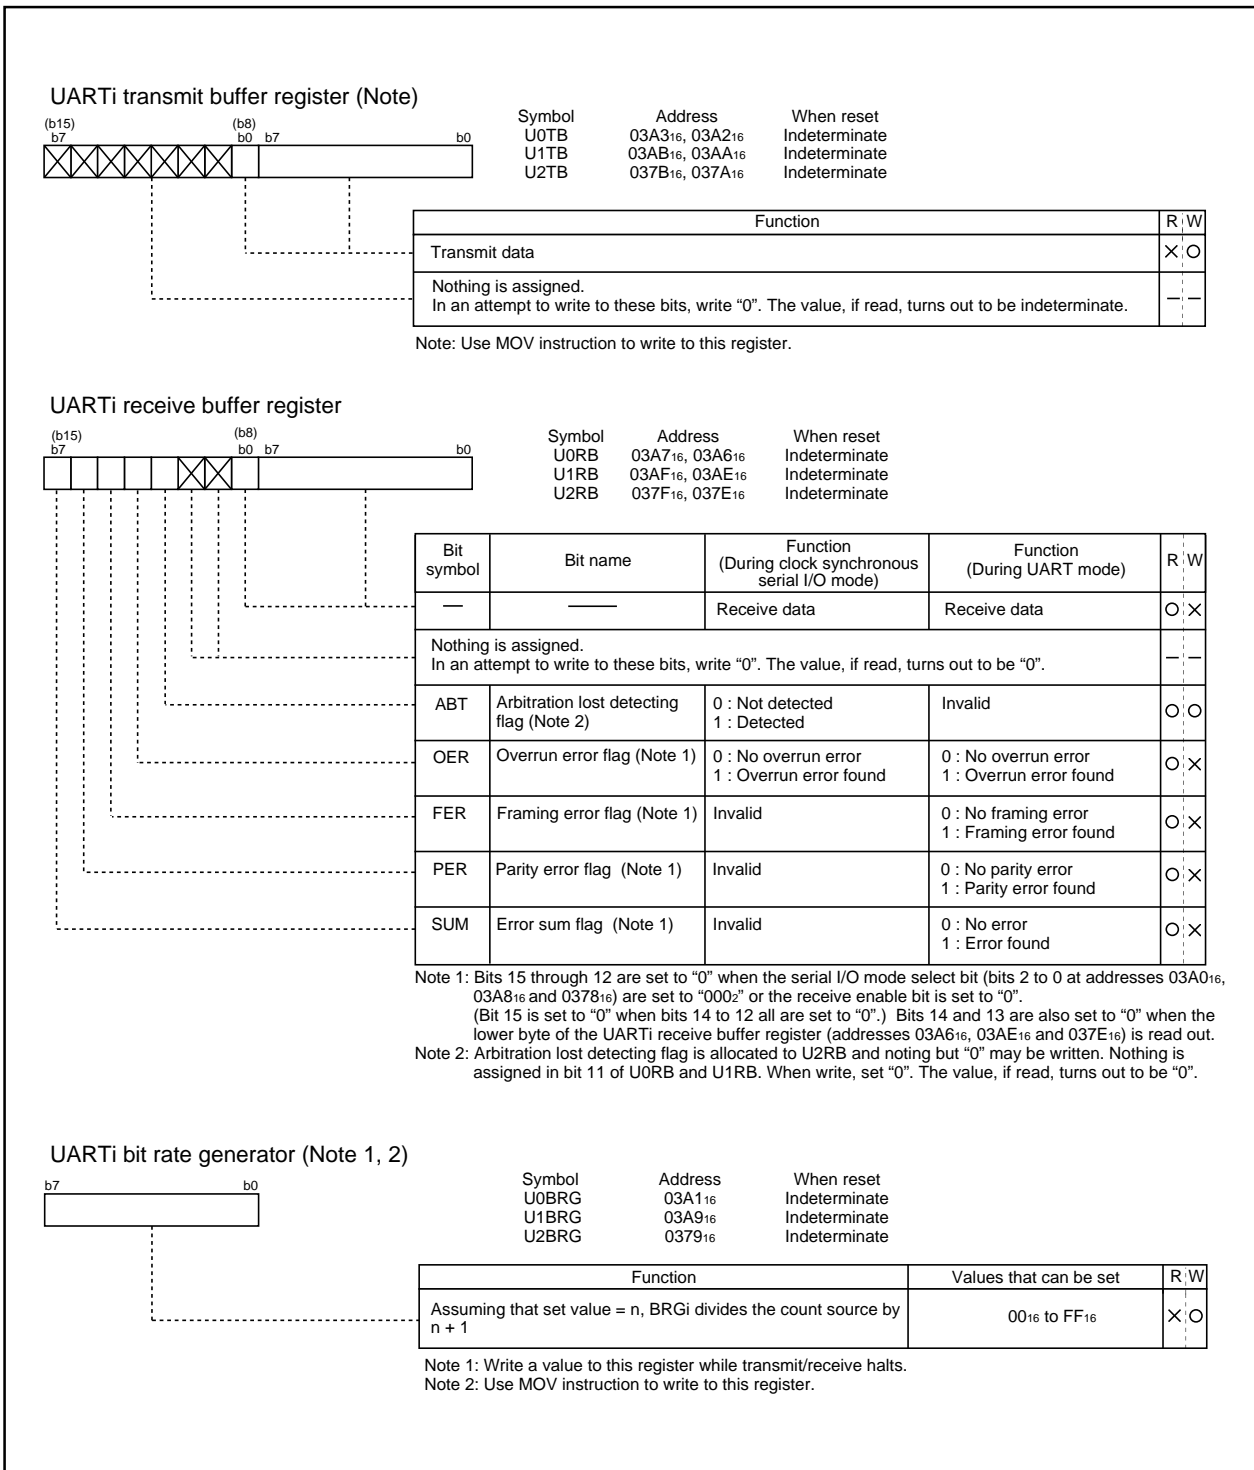 UARTi transmit buffer register (Note)
(b15) (b8)
b7 b0 b7 b0
Symbol Address When reset
U0TB 03A316, 03A216 Indeterminate
U1TB 03AB16, 03AA16 Indeterminate
U2TB 037B16, 037A16 Indeterminate
Function R W
Transmit data × O
Nothing is assigned.
In an attempt to write to these bits, write “0”. The value, if read, turns out to be indeterminate. — —
Note: Use MOV instruction to write to this register.
UARTi receive buffer register
(b15) (b8)
b7 b0 b7 b0
Symbol Address When reset
U0RB 03A716, 03A616 Indeterminate
U1RB 03AF16, 03AE16 Indeterminate
U2RB 037F16, 037E16 Indeterminate
Bit symbol Bit name Function (During clock synchronous serial I/O mode) Function (During UART mode) R W
— — Receive data Receive data O ×
Nothing is assigned.
In an attempt to write to these bits, write “0”. The value, if read, turns out to be “0”. — —
ABT Arbitration lost detecting flag (Note 2) 0 : Not detected 1 : Detected Invalid O O
OER Overrun error flag (Note 1) 0 : No overrun error 1 : Overrun error found 0 : No overrun error 1 : Overrun error found O ×
FER Framing error flag (Note 1) Invalid 0 : No framing error 1 : Framing error found O ×
PER Parity error flag (Note 1) Invalid 0 : No parity error 1 : Parity error found O ×
SUM Error sum flag (Note 1) Invalid 0 : No error 1 : Error found O ×
Note 1: Bits 15 through 12 are set to “0” when the serial I/O mode select bit (bits 2 to 0 at addresses 03A016,
03A816 and 037816) are set to “0002” or the receive enable bit is set to “0”.
(Bit 15 is set to “0” when bits 14 to 12 all are set to “0”.) Bits 14 and 13 are also set to “0” when the
lower byte of the UARTi receive buffer register (addresses 03A616, 03AE16 and 037E16) is read out.
Note 2: Arbitration lost detecting flag is allocated to U2RB and noting but “0” may be written. Nothing is
assigned in bit 11 of U0RB and U1RB. When write, set “0”. The value, if read, turns out to be “0”.
UARTi bit rate generator (Note 1, 2)
b7 b0
Symbol Address When reset
U0BRG 03A116 Indeterminate
U1BRG 03A916 Indeterminate
U2BRG 037916 Indeterminate
Function Values that can be set R W
Assuming that set value = n, BRGi divides the count source by
n + 1 0016 to FF16 × O
Note 1: Write a value to this register while transmit/receive halts.
Note 2: Use MOV instruction to write to this register.